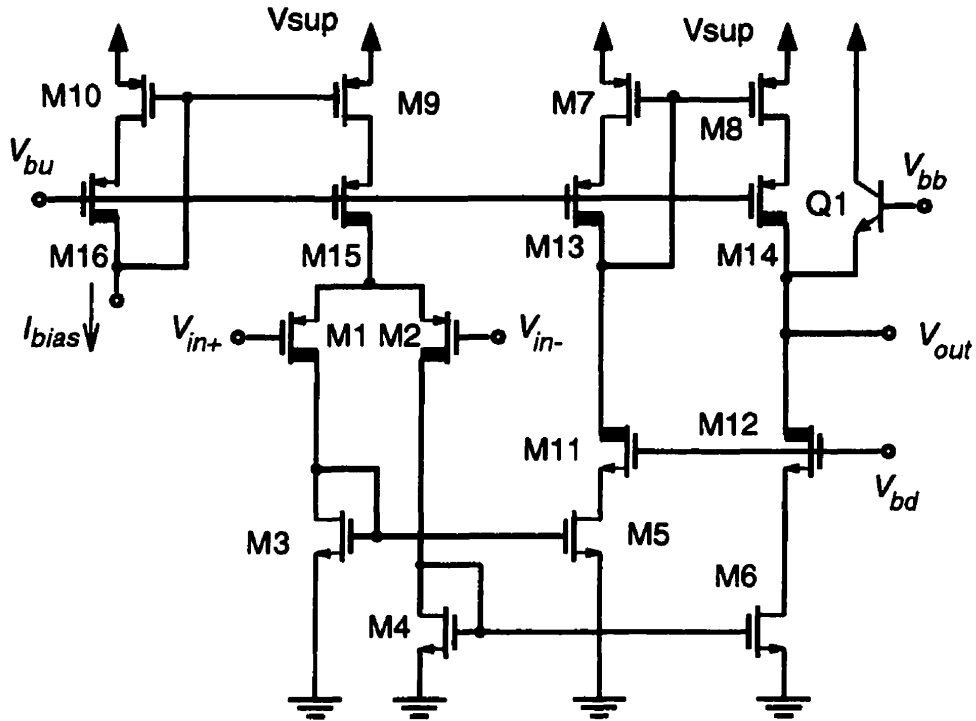 Vsup
Vsup
M10
M9
M7
M8
Vbu
Vbb
Q1
M16
M15
M13
M14
Ibias
Vin+
M1
M2
Vin-
Vout
M11
M12
Vbd
M3
M5
M6
M4